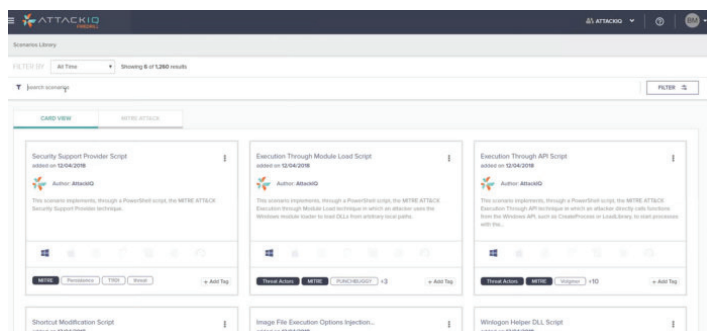 ATTACKIQ
FIREDRILL
ATTACKIQ
BM
Scenarios Library
FILTER BY All Time Showing 6 of 1,260 results
search scenarios
FILTER
CARD VIEW MITRE ATT&CK
Security Support Provider Script
added on 12/04/2018
Author: AttackIQ
This scenario implements, through a PowerShell script, the MITRE ATT&CK
Security Support Provider technique.
MITRE Persistence T1101 + Add Tag
Execution Through Module Load Script
added on 12/04/2018
Author: AttackIQ
This scenario implements, through a PowerShell script, the MITRE ATT&CK
Execution through Module Load technique in which an attacker uses the
Windows module loader to load DLLs from arbitrary local paths.
Threat Actors MITRE PUNCHBUGGY +3 + Add Tag
Execution Through API Script
added on 12/04/2018
Author: AttackIQ
This scenario implements, through a PowerShell script, the MITRE ATT&CK
Execution Through API technique in which an attacker directly calls functions
from the Windows API, such as CreateProcess or LoadLibrary, to start processes
with the...
Threat Actors MITRE Volgmer +10 + Add Tag
Shortcut Modification Script
Image File Execution Options Injection...
Winlogon Helper DLL Script